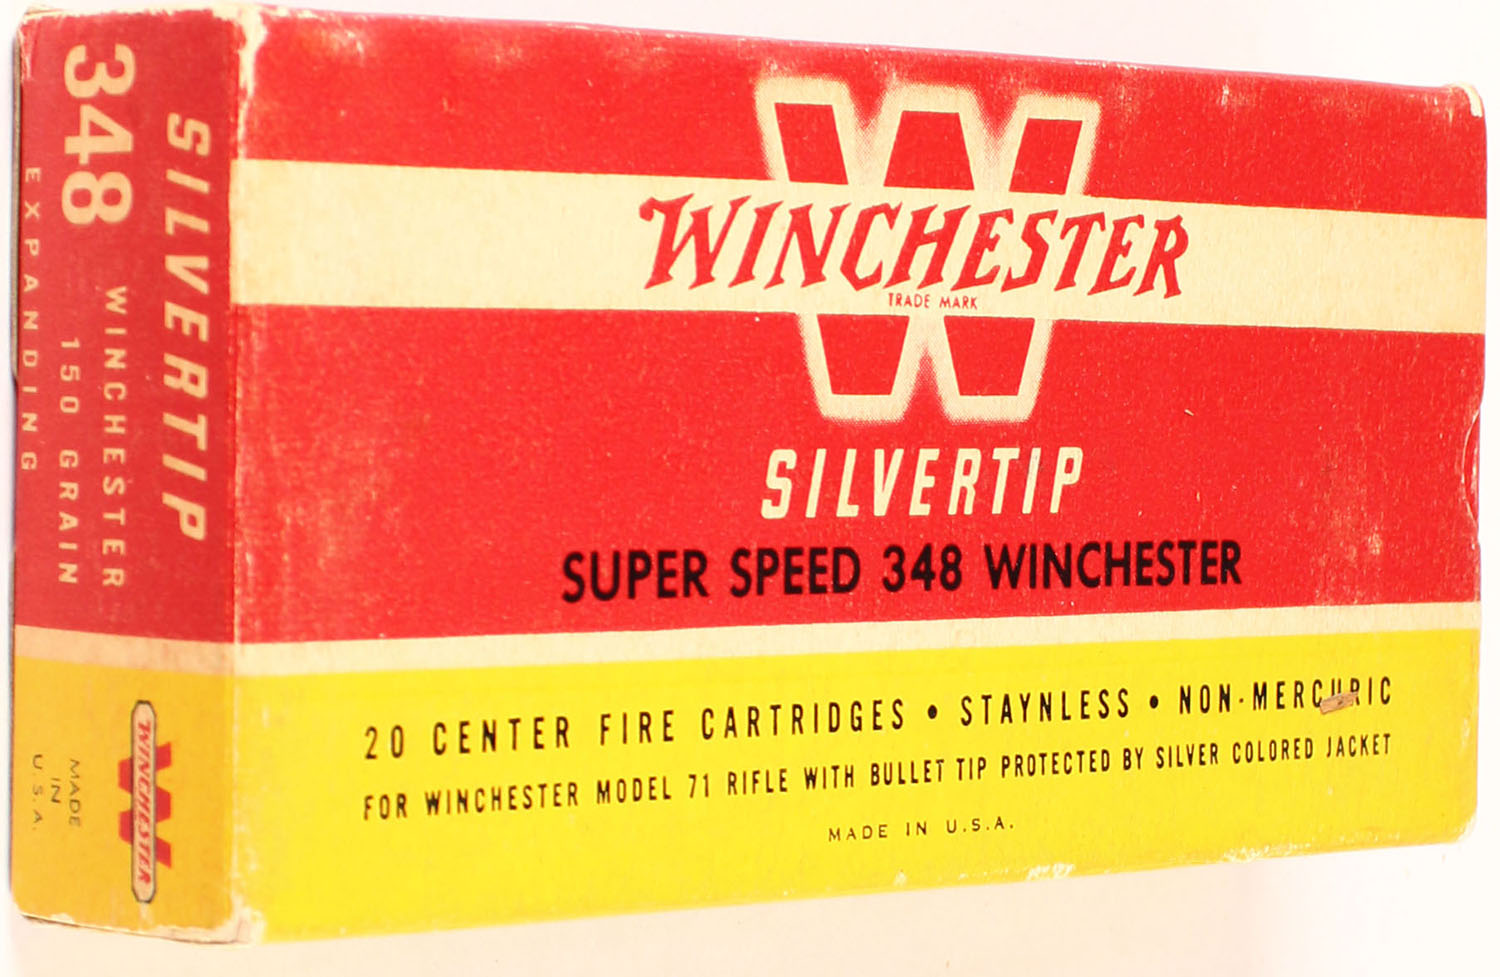 SILVERTIP
348 WINCHESTER
150 GRAIN
EXPANDING
WINCHESTER
MADE
IN
U.S.A.
WINCHESTER
TRADE MARK
SILVERTIP
SUPER SPEED 348 WINCHESTER
20 CENTER FIRE CARTRIDGES • STAYNLESS • NON-MERCURIC
FOR WINCHESTER MODEL 71 RIFLE WITH BULLET TIP PROTECTED BY SILVER COLORED JACKET
MADE IN U.S.A.